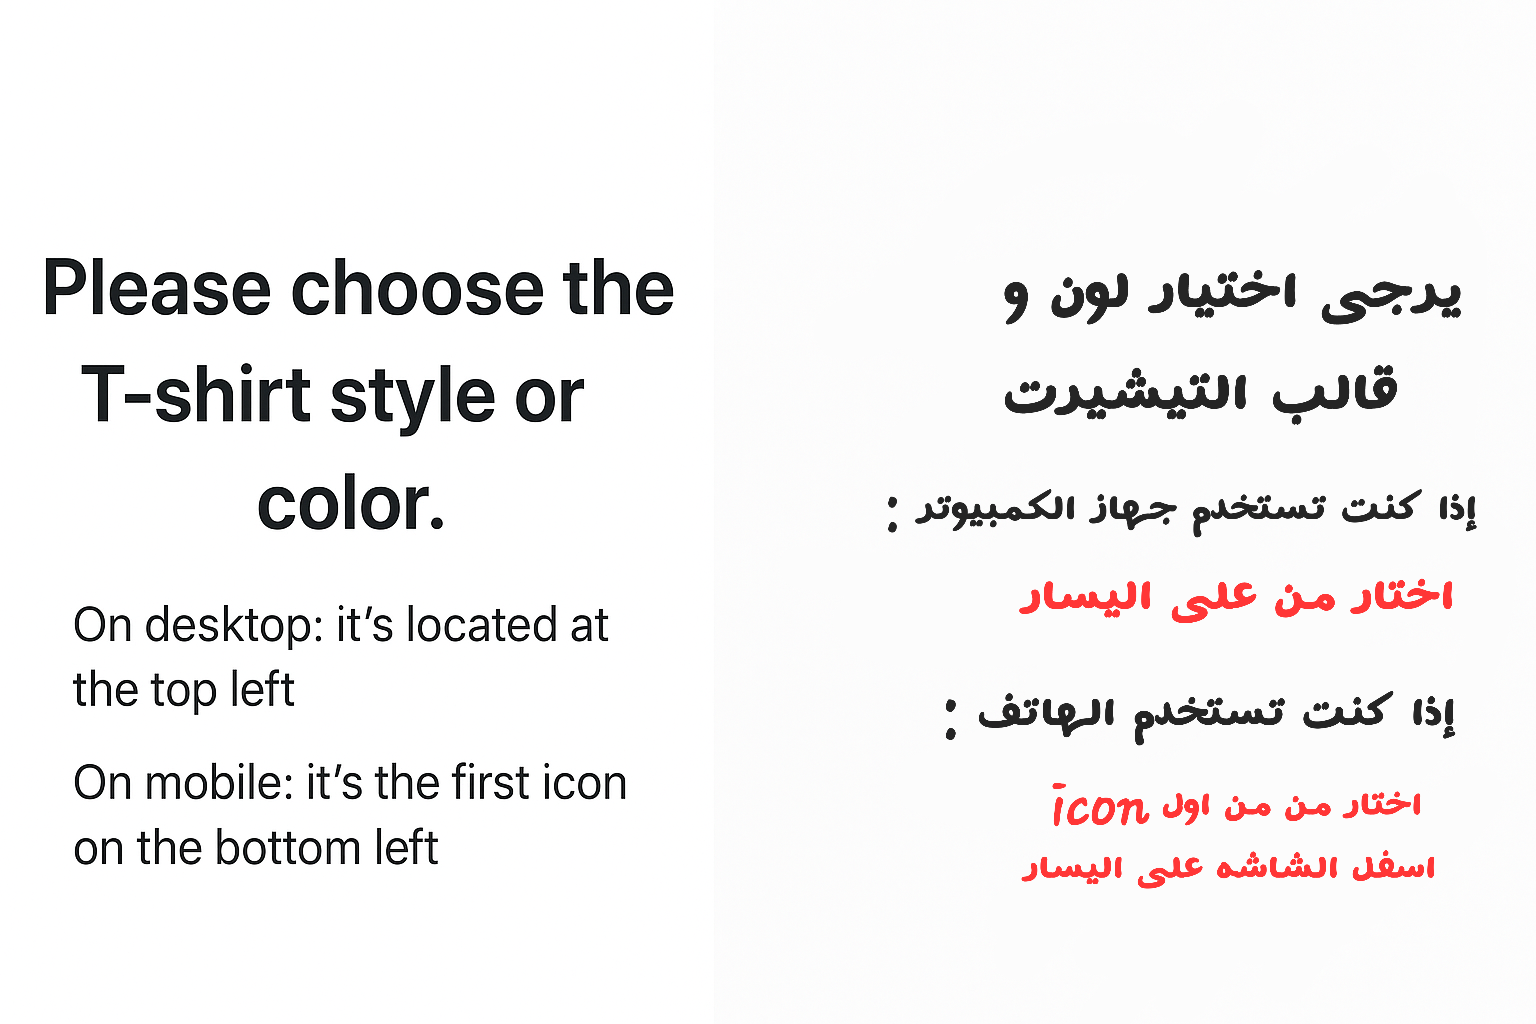 Please choose the
T-shirt style or
color.
On desktop: it’s located at
the top left
On mobile: it’s the first icon
on the bottom left
يرجى اختيار لون و
قالب التيشيرت
إذا كنت تستخدم جهاز الكمبيوتر :
اختار من على اليسار
إذا كنت تستخدم الهاتف :
اختار من من اول icon
اسفل الشاشه على اليسار